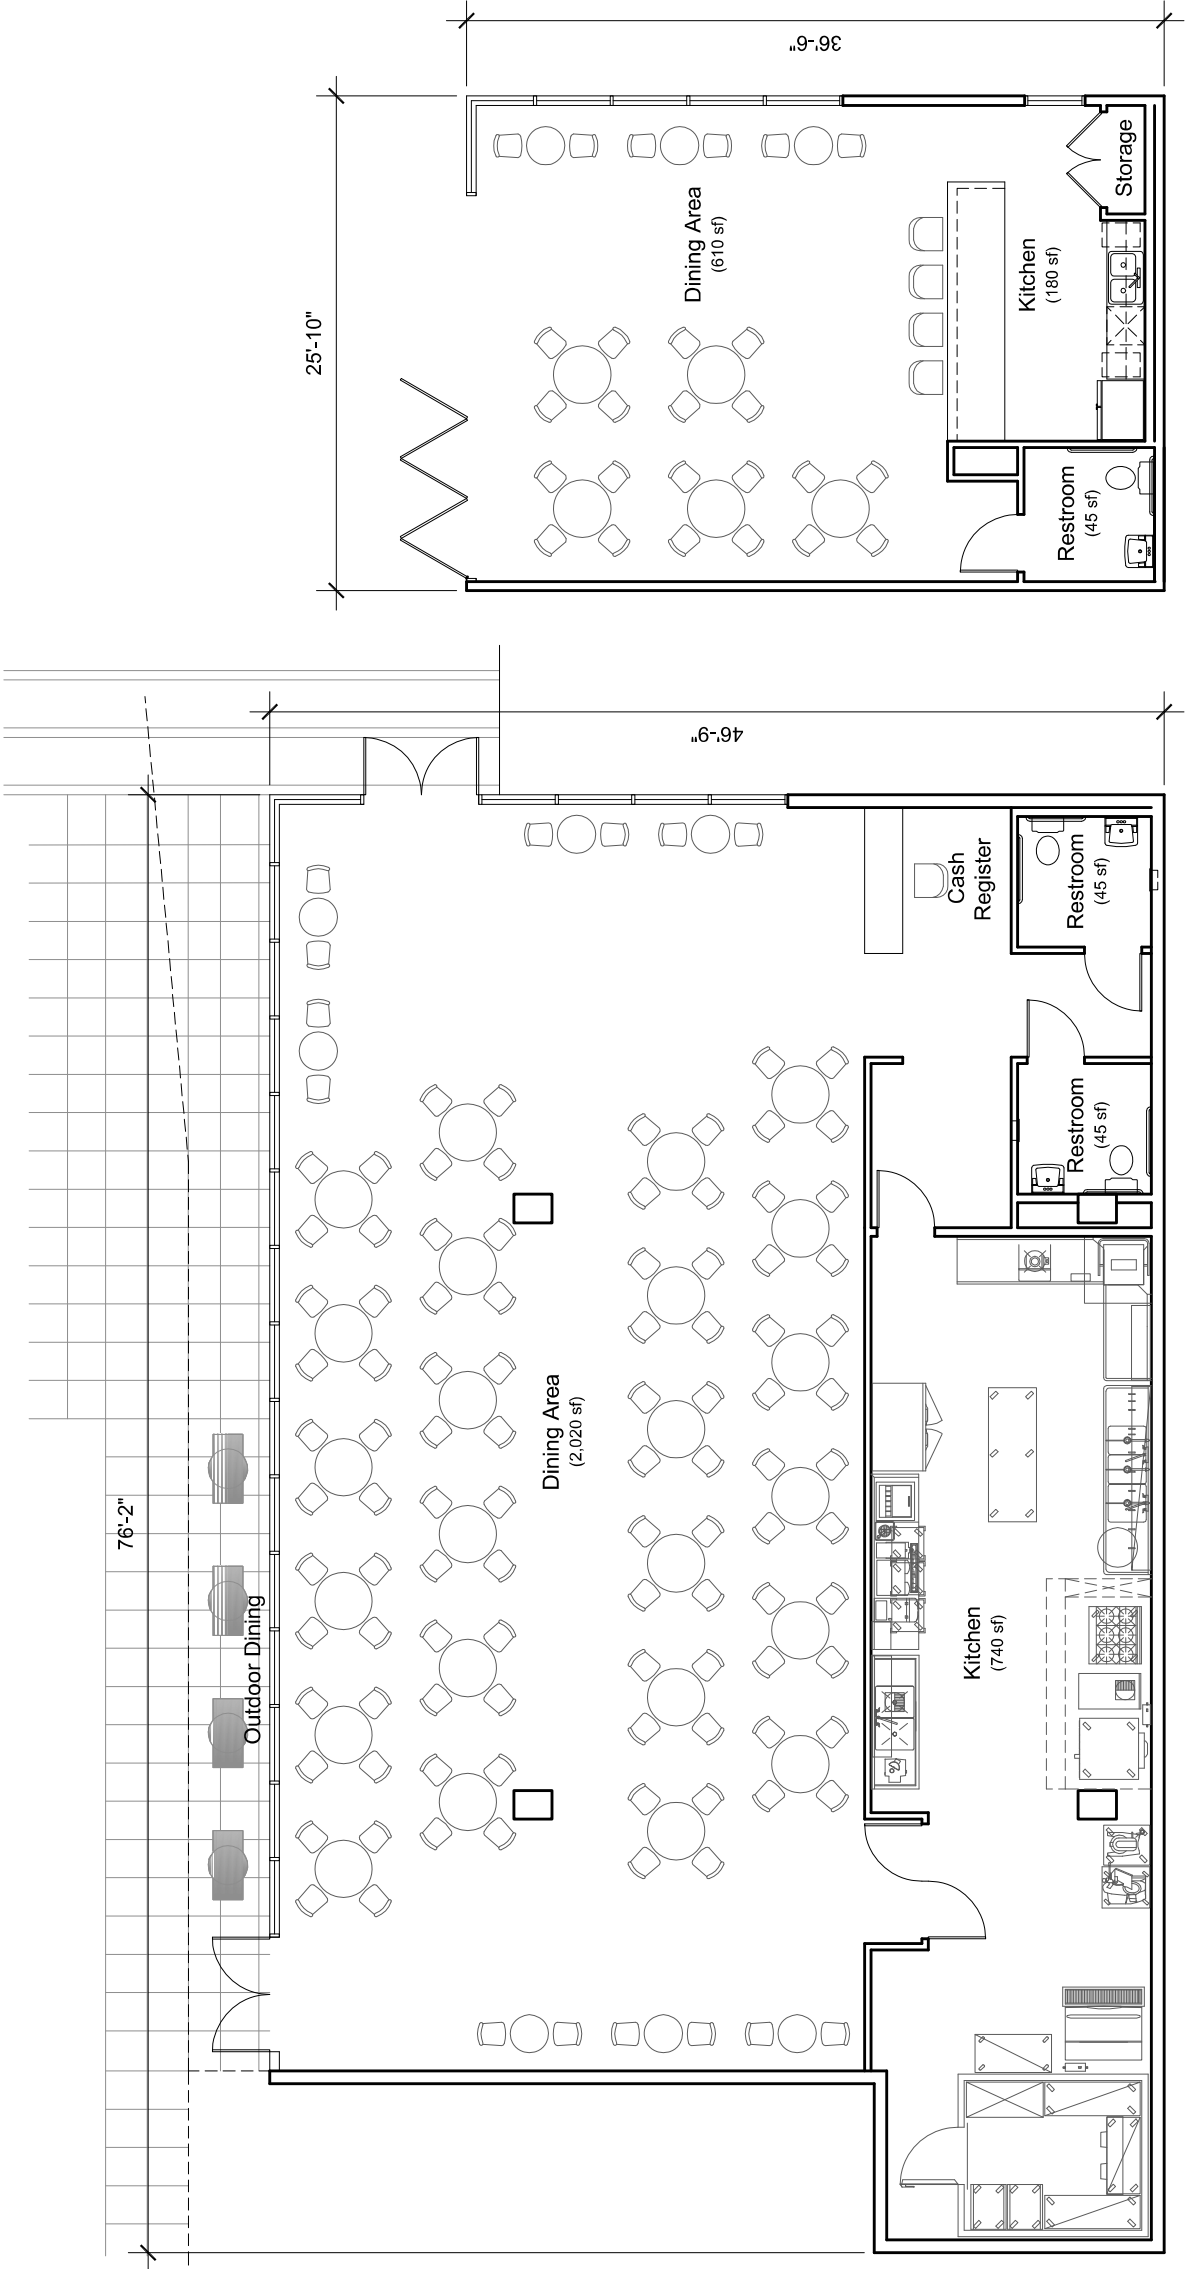 36'-6"
25'-10"
Storage
Dining Area
(610 sf)
Kitchen
(180 sf)
Restroom
(45 sf)
46'-9"
Cash
Register
Restroom
(45 sf)
Restroom
(45 sf)
Dining Area
(2,020 sf)
76'-2"
Outdoor Dining
Kitchen
(740 sf)